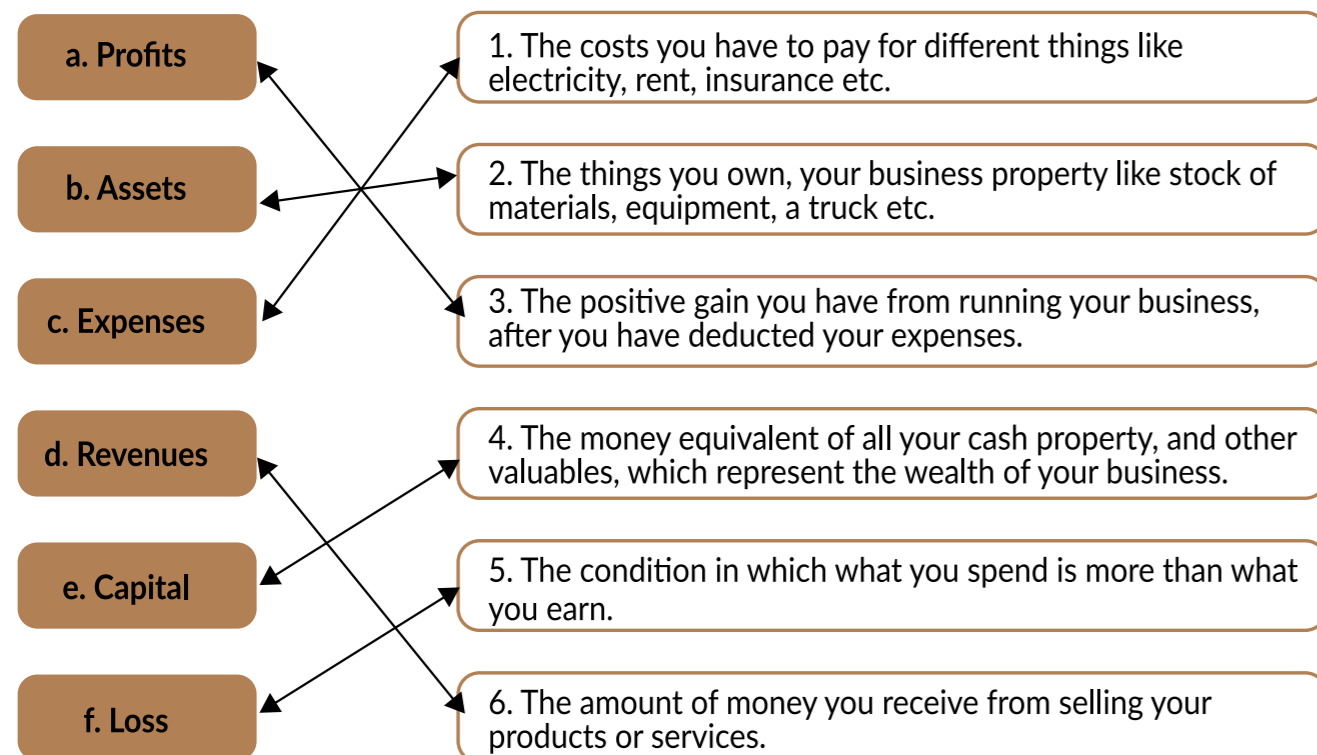 a. Profits
1. The costs you have to pay for different things like
electricity, rent, insurance etc.
b. Assets
2. The things you own, your business property like stock of
materials, equipment, a truck etc.
c. Expenses
3. The positive gain you have from running your business,
after you have deducted your expenses.
d. Revenues
4. The money equivalent of all your cash property, and other
valuables, which represent the wealth of your business.
e. Capital
5. The condition in which what you spend is more than what
you earn.
f. Loss
6. The amount of money you receive from selling your
products or services.